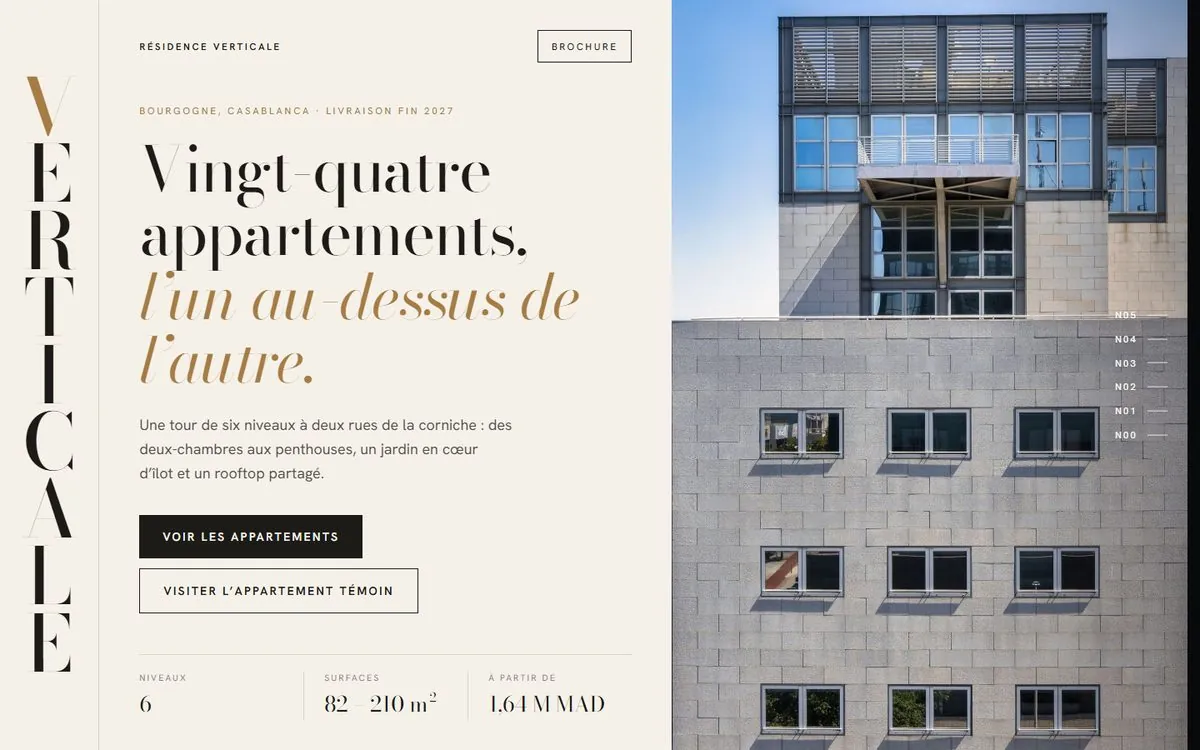 VERTICALE
RÉSIDENCE VERTICALE
BROCHURE
BOURGOGNE, CASABLANCA · LIVRAISON FIN 2027
Vingt-quatre
appartements,
l’un au-dessus de
l’autre.
Une tour de six niveaux à deux rues de la corniche : des
deux-chambres aux penthouses, un jardin en cœur
d’îlot et un rooftop partagé.
VOIR LES APPARTEMENTS
VISITER L’APPARTEMENT TÉMOIN
NIVEAUX
6
SURFACES
82 – 210 m²
À PARTIR DE
1,64 M MAD
N05
N04
N03
N02
N01
N00